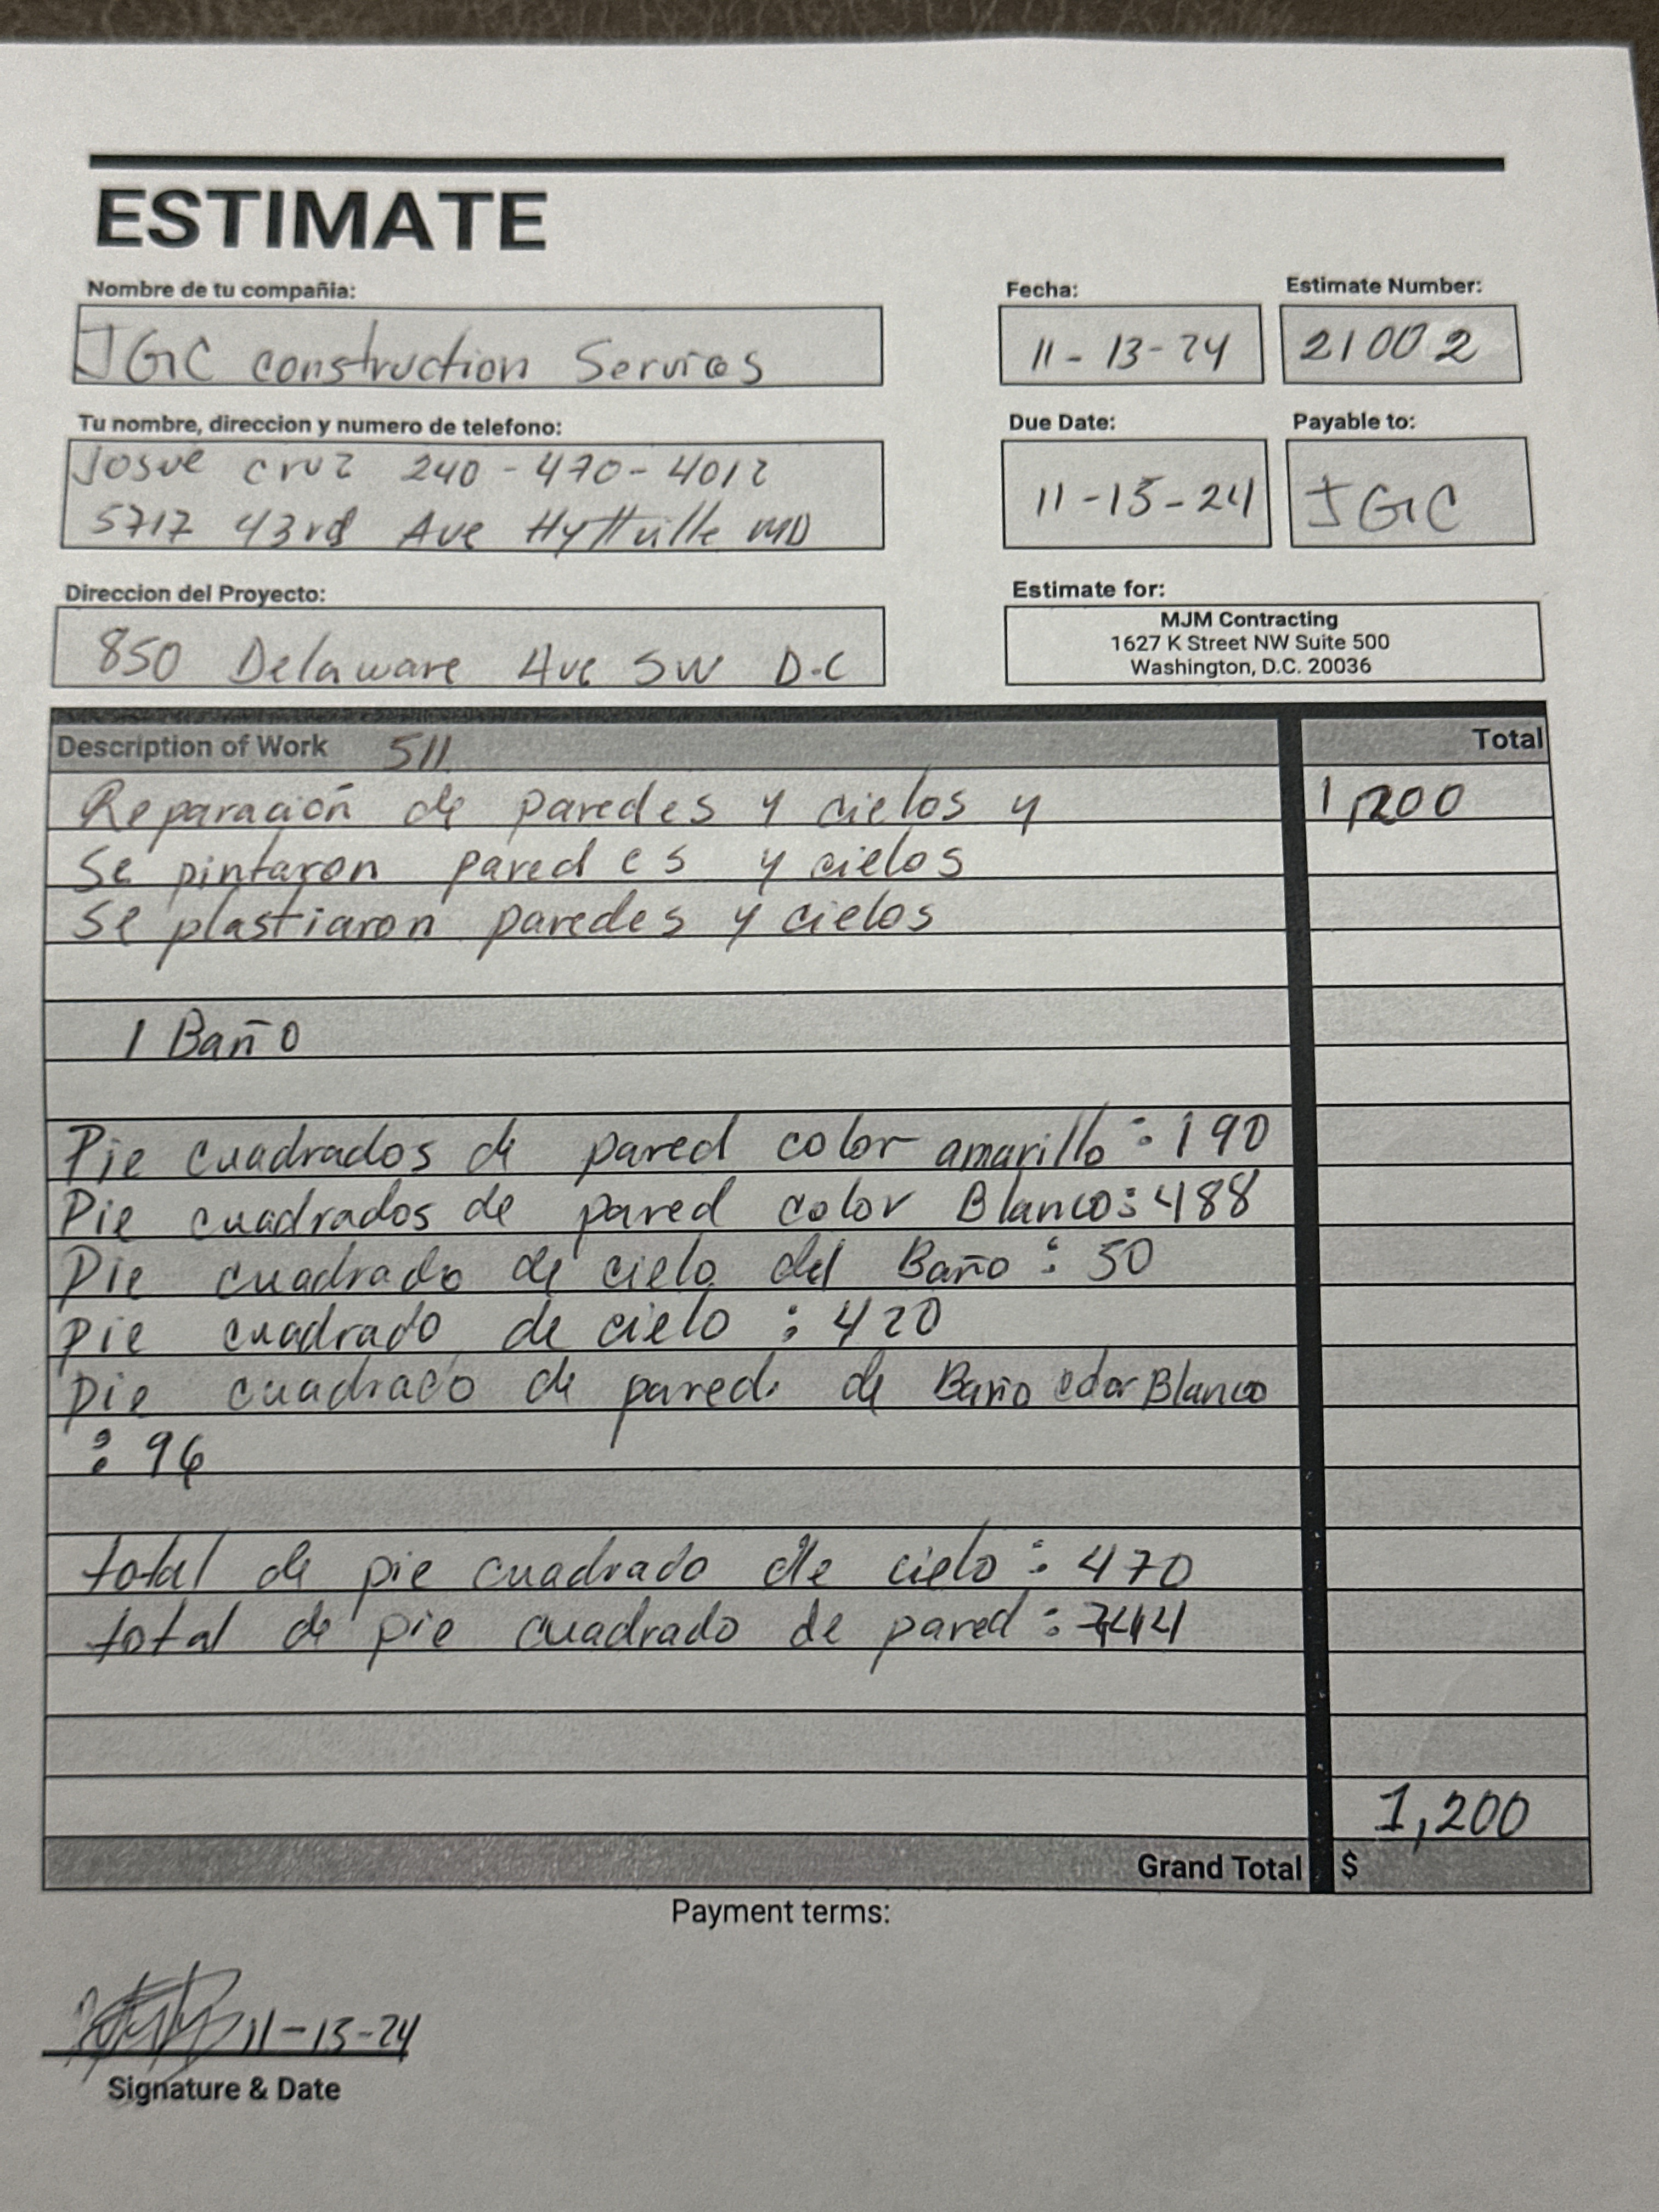 ESTIMATE
Nombre de tu compañia:
Fecha:
Estimate Number:
JGC construction Services
11-13-24
21002
Tu nombre, direccion y numero de telefono:
Due Date:
Payable to:
Josue cruz 240-470-4012
5717 43rd Ave Hyttville MD
11-15-24
JGC
Direccion del Proyecto:
Estimate for:
850 Delaware Ave SW D.C
MJM Contracting
1627 K Street NW Suite 500
Washington, D.C. 20036
Description of Work 511
Total
Reparación de paredes y cielos y
1,200
Se pintaron paredes y cielos
Se plastiaron paredes y cielos
1 Baño
Pie cuadrados de pared color amarillo: 190
Pie cuadrados de pared color Blanco: 488
Pie cuadrado de cielo del Baño: 50
pie cuadrado de cielo: 420
pie cuadrado de pared de Baño color Blanco
: 96
total de pie cuadrado de cielo: 470
total de pie cuadrado de pared: 744
1,200
Grand Total $
Payment terms:
11-15-24
Signature & Date